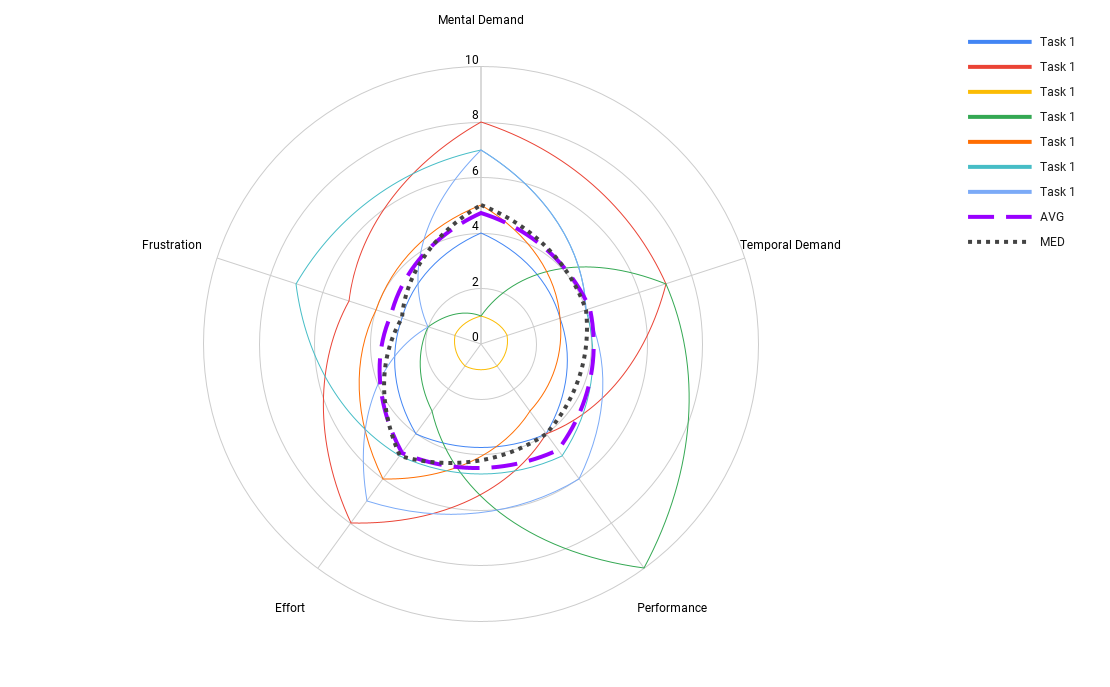 Mental Demand
10
8
6
4
2
0
Temporal Demand
Performance
Effort
Frustration
Task 1
Task 1
Task 1
Task 1
Task 1
Task 1
Task 1
AVG
MED